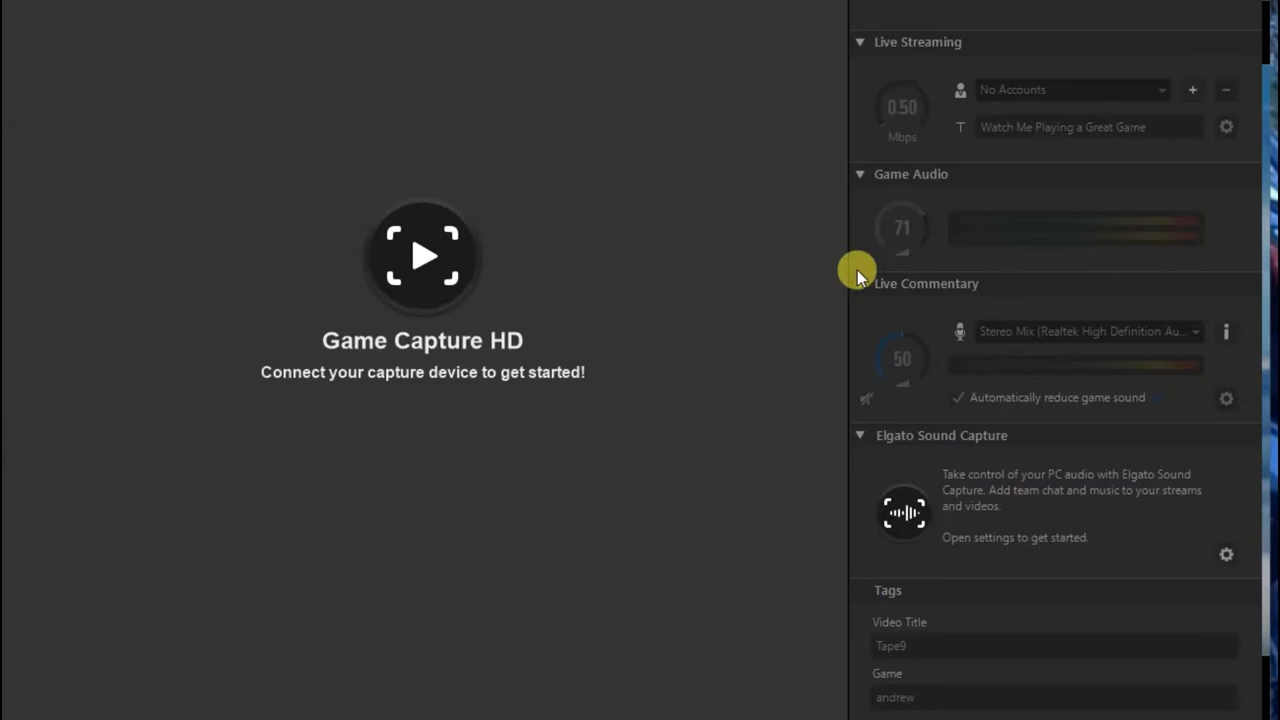 Game Capture HD
Connect your capture device to get started!
Live Streaming
0.50
Mbps
No Accounts
+
−
T
Watch Me Playing a Great Game
Game Audio
71
Live Commentary
50
Stereo Mix (Realtek High Definition Au...
Automatically reduce game sound
Elgato Sound Capture
Take control of your PC audio with Elgato Sound
Capture. Add team chat and music to your streams
and videos.
Open settings to get started.
Tags
Video Title
Tape9
Game
andrew